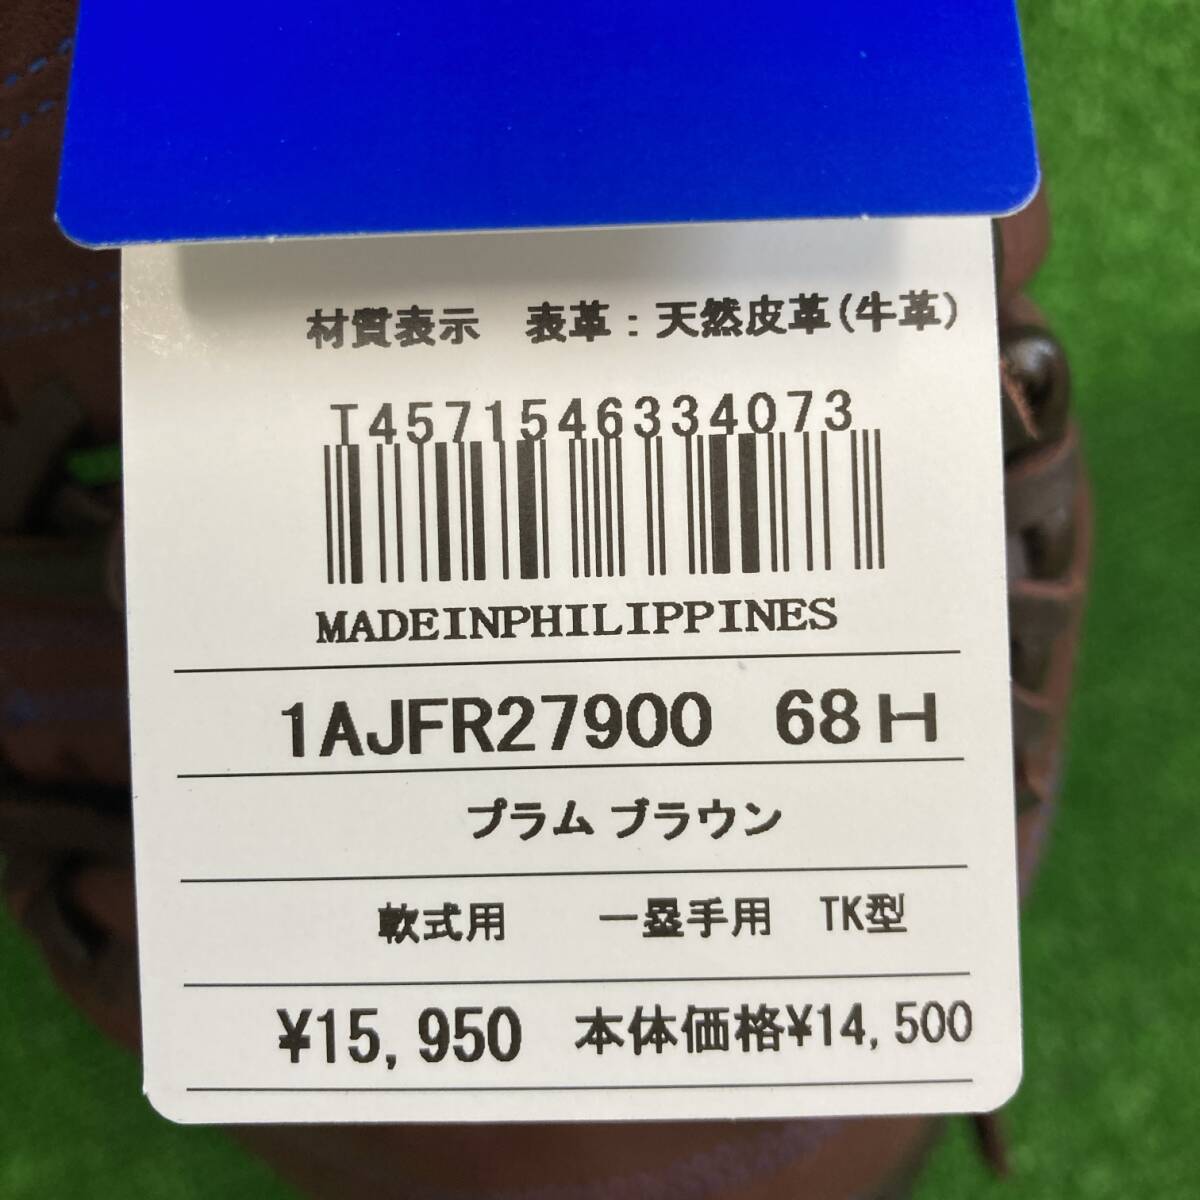 材質表示　表革：天然皮革(牛革)
T4571546334073
MADEINPHILIPPINES
1AJFR27900 68H
プラム ブラウン
軟式用 一塁手用 TK型
¥15,950 本体価格¥14,500